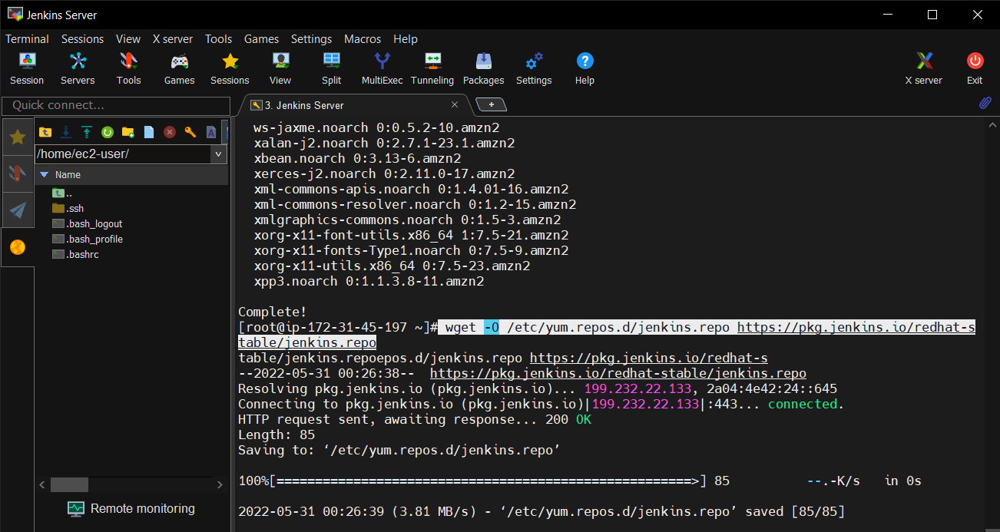 Jenkins Server
Terminal Sessions View X server Tools Games Settings Macros Help
Session Servers Tools Games Sessions View Split MultiExec Tunneling Packages Settings Help X server Exit
Quick connect...
3. Jenkins Server
/home/ec2-user/
Name
..
.ssh
.bash_logout
.bash_profile
.bashrc
Remote monitoring
ws-jaxme.noarch 0:0.5.2-10.amzn2
xalan-j2.noarch 0:2.7.1-23.1.amzn2
xbean.noarch 0:3.13-6.amzn2
xerces-j2.noarch 0:2.11.0-17.amzn2
xml-commons-apis.noarch 0:1.4.01-16.amzn2
xml-commons-resolver.noarch 0:1.2-15.amzn2
xmlgraphics-commons.noarch 0:1.5-3.amzn2
xorg-x11-font-utils.x86_64 1:7.5-21.amzn2
xorg-x11-fonts-Type1.noarch 0:7.5-9.amzn2
xorg-x11-utils.x86_64 0:7.5-23.amzn2
xpp3.noarch 0:1.1.3.8-11.amzn2
Complete!
[root@ip-172-31-45-197 ~]# wget -O /etc/yum.repos.d/jenkins.repo https://pkg.jenkins.io/redhat-s
table/jenkins.repo
table/jenkins.repoepos.d/jenkins.repo https://pkg.jenkins.io/redhat-s
--2022-05-31 00:26:38-- https://pkg.jenkins.io/redhat-stable/jenkins.repo
Resolving pkg.jenkins.io (pkg.jenkins.io)... 199.232.22.133, 2a04:4e42:24::645
Connecting to pkg.jenkins.io (pkg.jenkins.io)|199.232.22.133|:443... connected.
HTTP request sent, awaiting response... 200 OK
Length: 85
Saving to: ‘/etc/yum.repos.d/jenkins.repo’
100%[======================================================>] 85 --.-K/s in 0s
2022-05-31 00:26:39 (3.81 MB/s) - ‘/etc/yum.repos.d/jenkins.repo’ saved [85/85]